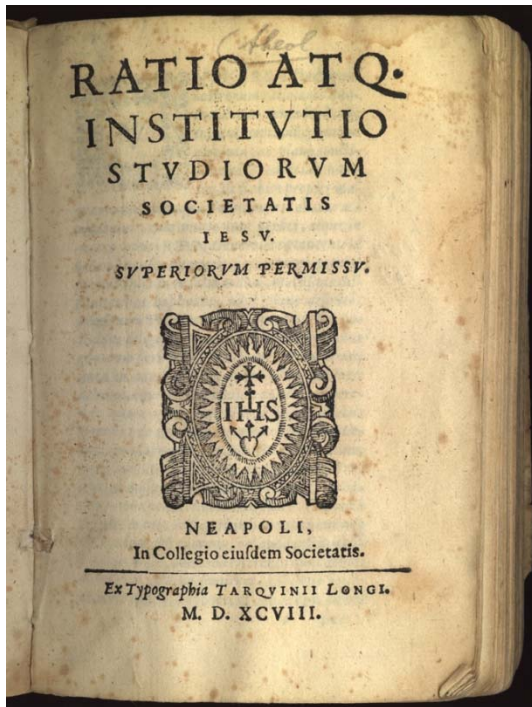 (theol
RATIO ATQ.
INSTITVTIO
STVDIORVM
SOCIETATIS
IESV.
SVPERIORVM PERMISSV.
IHS
NEAPOLI,
In Collegio eiuſdem Societatis.
Ex Typographia TARQVINII LONGI.
M. D. XCVIII.